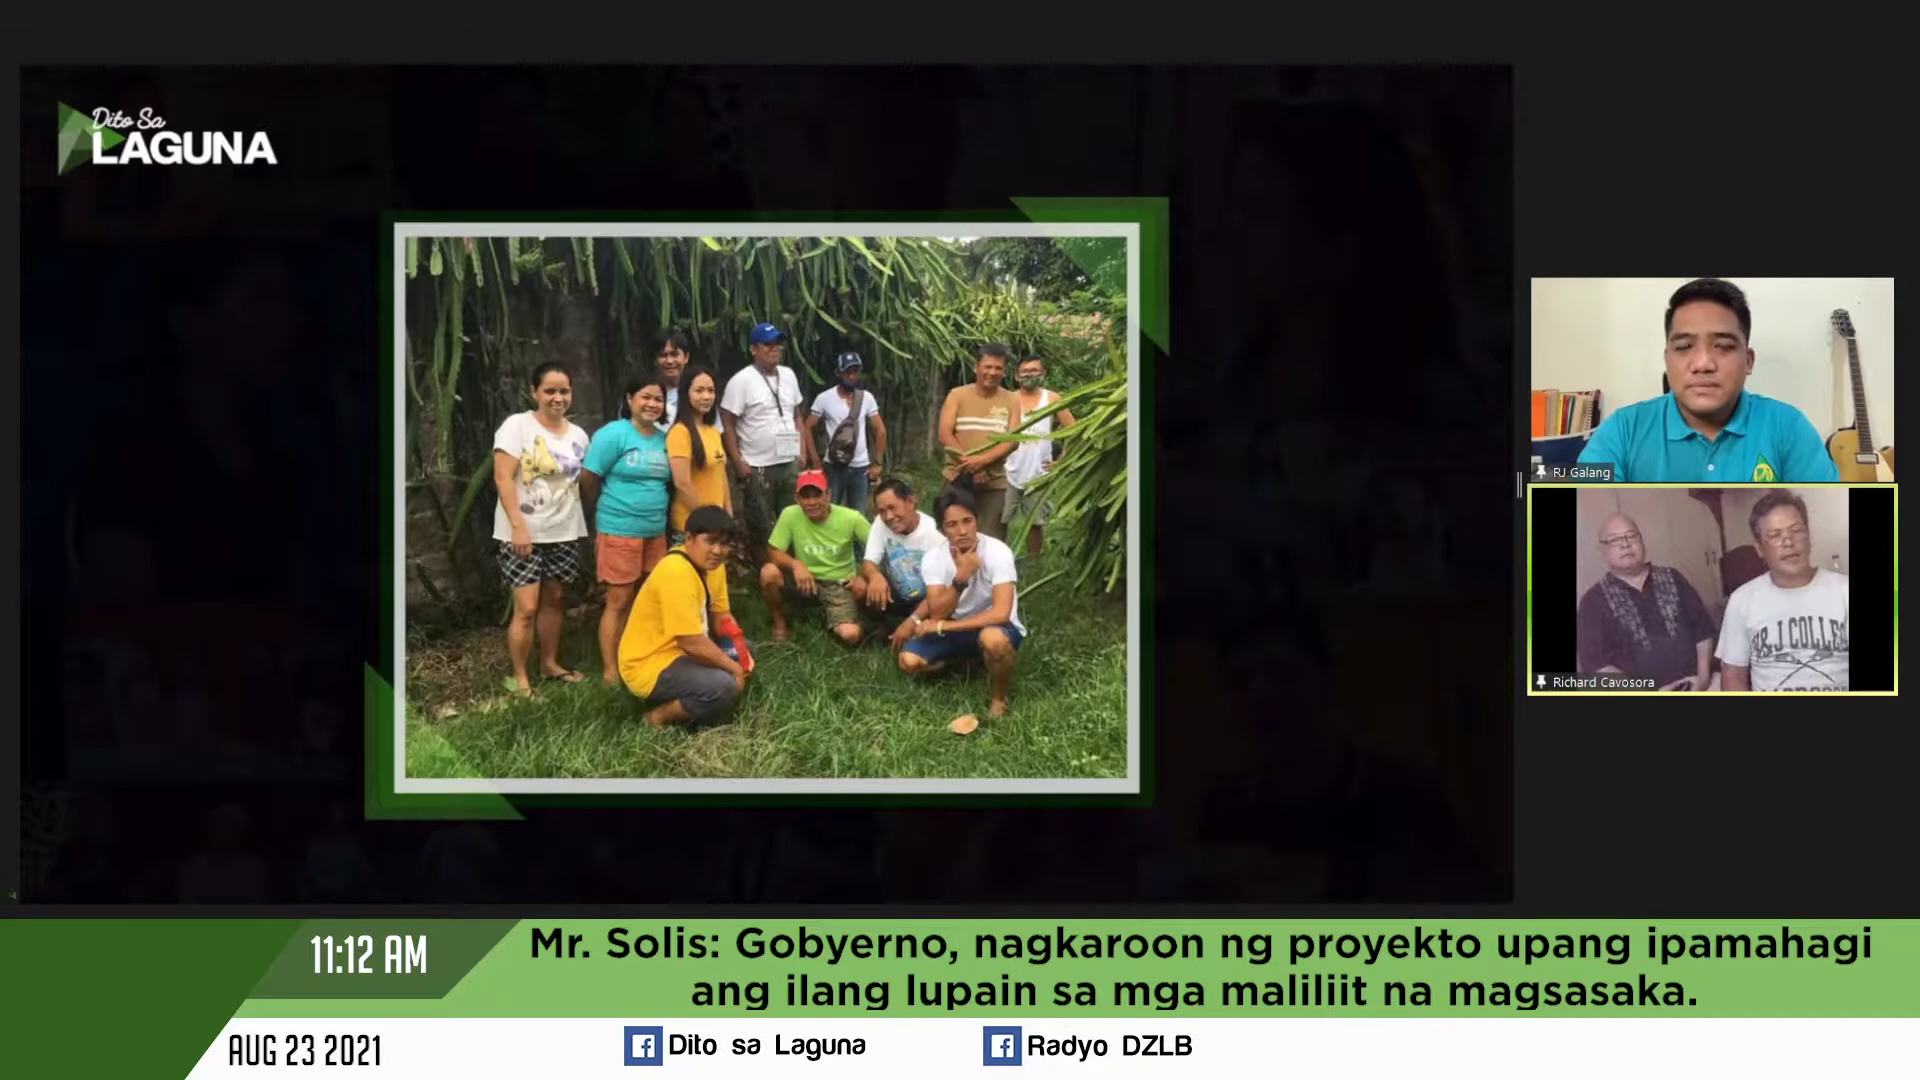 Dito Sa
LAGUNA
RJ Galang
Richard Cavosora
11:12 AM
Mr. Solis: Gobyerno, nagkaroon ng proyekto upang ipamahagi
ang ilang lupain sa mga maliliit na magsasaka.
AUG 23 2021
Dito sa Laguna
Radyo DZLB